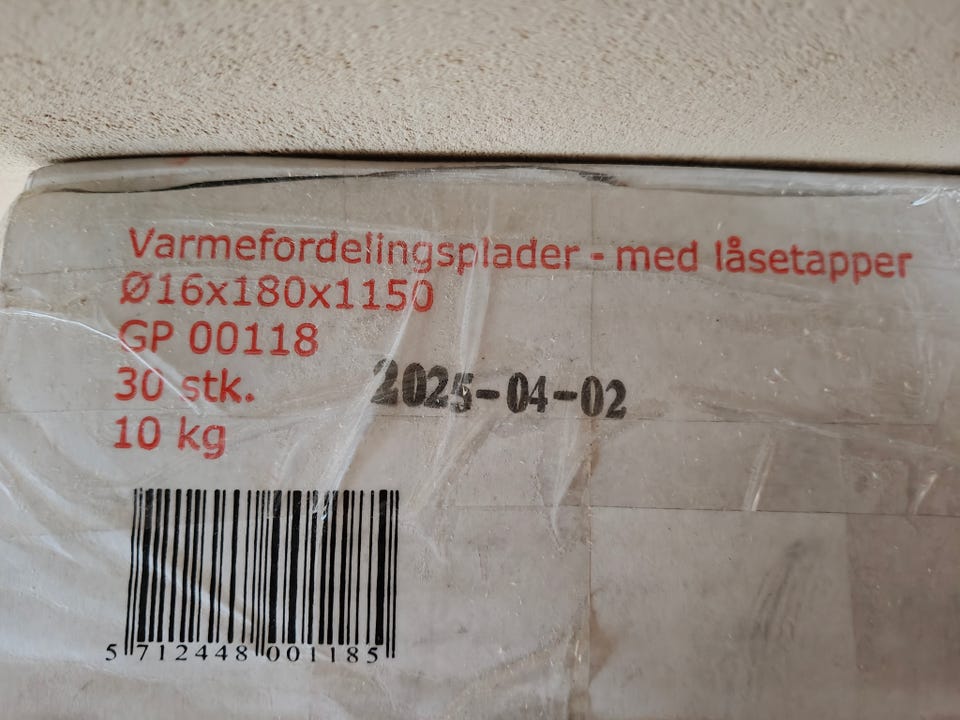 Varmefordelingsplader - med låsetapper
Ø16x180x1150
GP 00118
30 stk.
2025-04-02
10 kg
5 712448 001185